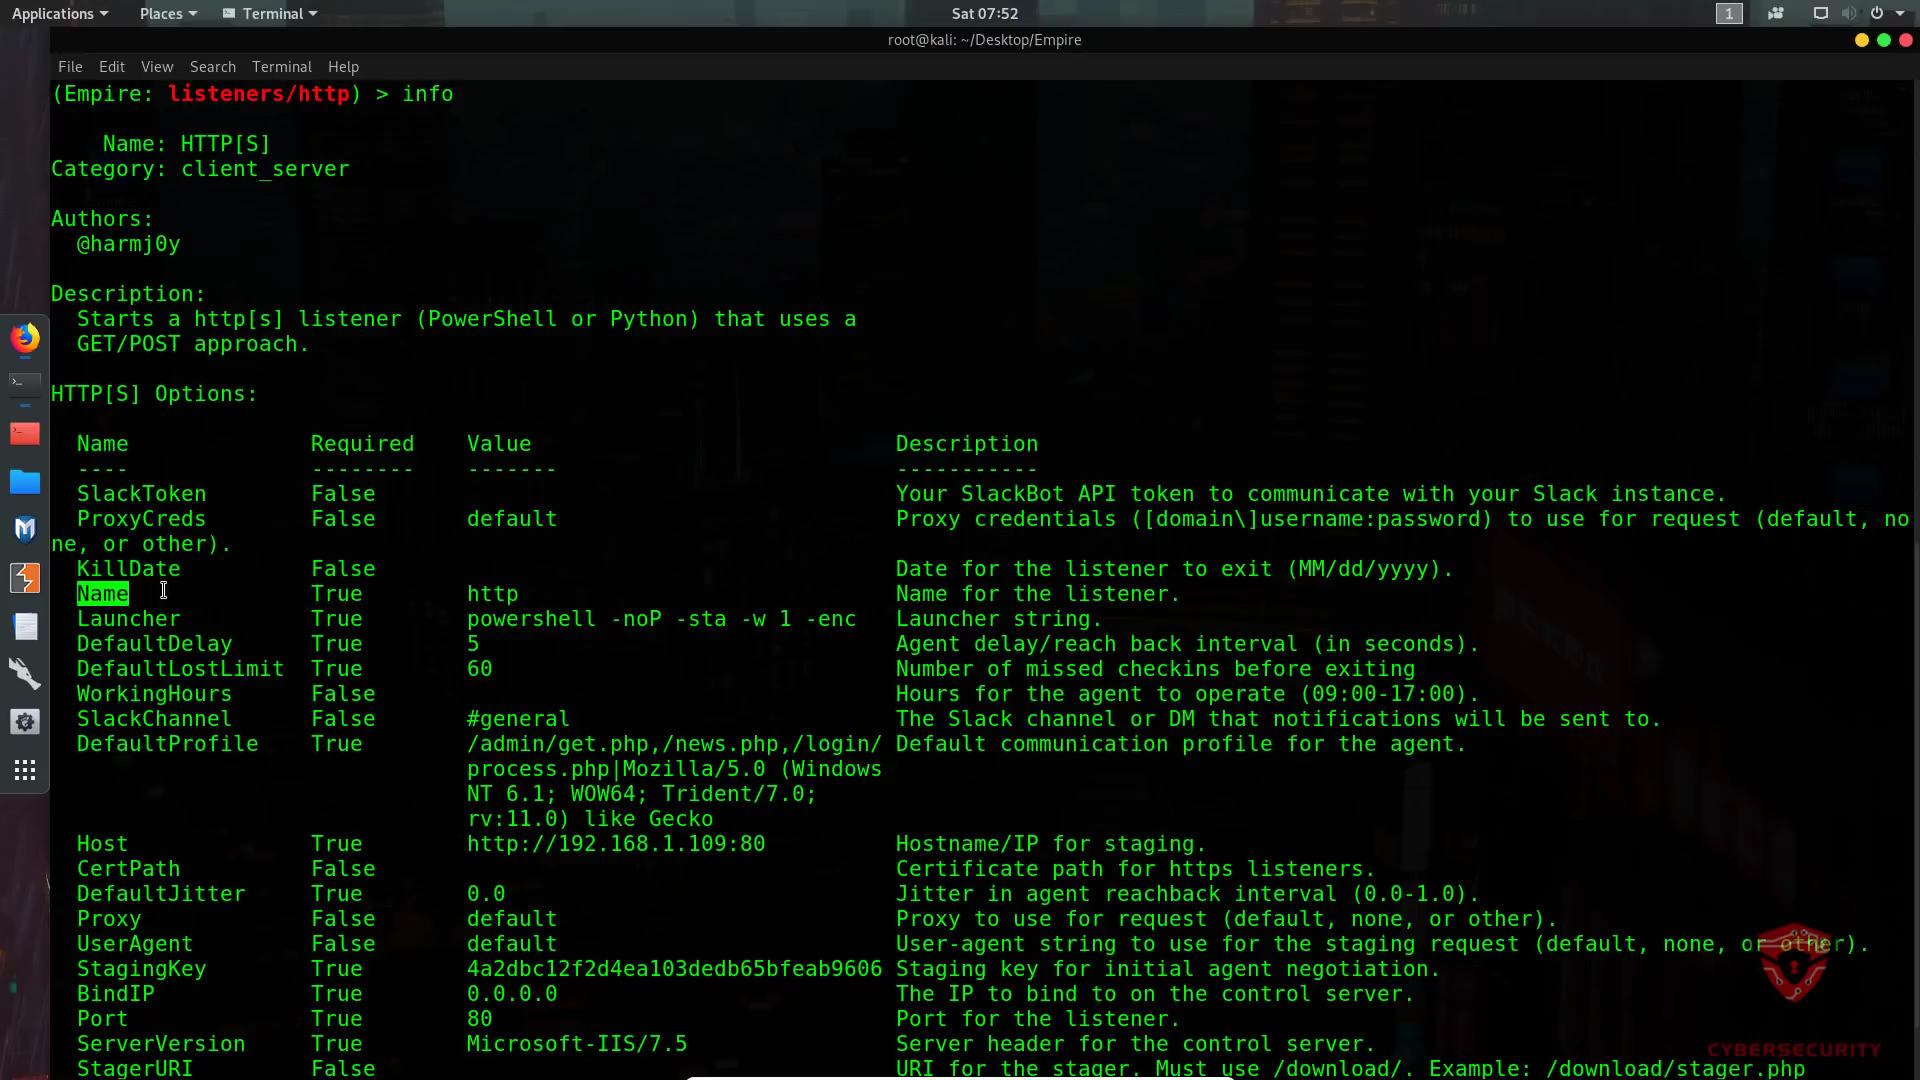 Applications Places Terminal Sat 07:52 1
root@kali: ~/Desktop/Empire
File Edit View Search Terminal Help
(Empire: listeners/http) > info
Name: HTTP[S]
Category: client_server
Authors:
@harmj0y
Description:
Starts a http[s] listener (PowerShell or Python) that uses a
GET/POST approach.
HTTP[S] Options:
Name Required Value Description
---- -------- ------- -----------
SlackToken False Your SlackBot API token to communicate with your Slack instance.
ProxyCreds False default Proxy credentials ([domain\]username:password) to use for request (default, no
ne, or other).
KillDate False Date for the listener to exit (MM/dd/yyyy).
Name True http Name for the listener.
Launcher True powershell -noP -sta -w 1 -enc Launcher string.
DefaultDelay True 5 Agent delay/reach back interval (in seconds).
DefaultLostLimit True 60 Number of missed checkins before exiting
WorkingHours False Hours for the agent to operate (09:00-17:00).
SlackChannel False #general The Slack channel or DM that notifications will be sent to.
DefaultProfile True /admin/get.php,/news.php,/login/ Default communication profile for the agent.
process.php|Mozilla/5.0 (Windows
NT 6.1; WOW64; Trident/7.0;
rv:11.0) like Gecko
Host True http://192.168.1.109:80 Hostname/IP for staging.
CertPath False Certificate path for https listeners.
DefaultJitter True 0.0 Jitter in agent reachback interval (0.0-1.0).
Proxy False default Proxy to use for request (default, none, or other).
UserAgent False default User-agent string to use for the staging request (default, none, or other).
StagingKey True 4a2dbc12f2d4ea103dedb65bfeab9606 Staging key for initial agent negotiation.
BindIP True 0.0.0.0 The IP to bind to on the control server.
Port True 80 Port for the listener.
ServerVersion True Microsoft-IIS/7.5 Server header for the control server.
StagerURI False URI for the stager. Must use /download/. Example: /download/stager.php
CYBERSECURITY